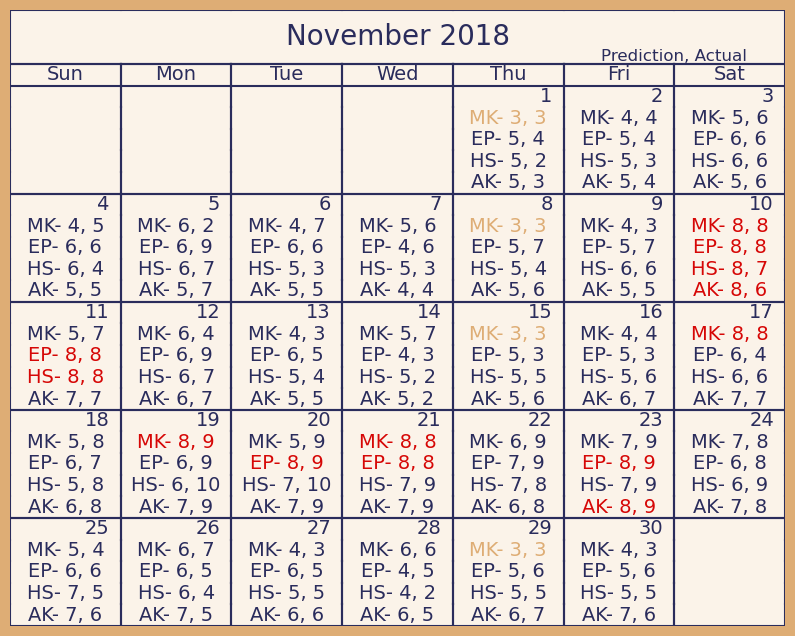 November 2018
Prediction, Actual
Sun Mon Tue Wed Thu Fri Sat
1 2 3
MK- 3, 3 MK- 4, 4 MK- 5, 6
EP- 5, 4 EP- 5, 4 EP- 6, 6
HS- 5, 2 HS- 5, 3 HS- 6, 6
AK- 5, 3 AK- 5, 4 AK- 5, 6
4 5 6 7 8 9 10
MK- 4, 5 MK- 6, 2 MK- 4, 7 MK- 5, 6 MK- 3, 3 MK- 4, 3 MK- 8, 8
EP- 6, 6 EP- 6, 9 EP- 6, 6 EP- 4, 6 EP- 5, 7 EP- 5, 7 EP- 8, 8
HS- 6, 4 HS- 6, 7 HS- 5, 3 HS- 5, 3 HS- 5, 4 HS- 6, 6 HS- 8, 7
AK- 5, 5 AK- 5, 7 AK- 5, 5 AK- 4, 4 AK- 5, 6 AK- 5, 5 AK- 8, 6
11 12 13 14 15 16 17
MK- 5, 7 MK- 6, 4 MK- 4, 3 MK- 5, 7 MK- 3, 3 MK- 4, 4 MK- 8, 8
EP- 8, 8 EP- 6, 9 EP- 6, 5 EP- 4, 3 EP- 5, 3 EP- 5, 3 EP- 6, 4
HS- 8, 8 HS- 6, 7 HS- 5, 4 HS- 5, 2 HS- 5, 5 HS- 5, 6 HS- 6, 6
AK- 7, 7 AK- 6, 7 AK- 5, 5 AK- 5, 2 AK- 5, 6 AK- 6, 7 AK- 7, 7
18 19 20 21 22 23 24
MK- 5, 8 MK- 8, 9 MK- 5, 9 MK- 8, 8 MK- 6, 9 MK- 7, 9 MK- 7, 8
EP- 6, 7 EP- 6, 9 EP- 8, 9 EP- 8, 8 EP- 7, 9 EP- 8, 9 EP- 6, 8
HS- 5, 8 HS- 6, 10 HS- 7, 10 HS- 7, 9 HS- 7, 8 HS- 7, 9 HS- 6, 9
AK- 6, 8 AK- 7, 9 AK- 7, 9 AK- 7, 9 AK- 6, 8 AK- 8, 9 AK- 7, 8
25 26 27 28 29 30
MK- 5, 4 MK- 6, 7 MK- 4, 3 MK- 6, 6 MK- 3, 3 MK- 4, 3
EP- 6, 6 EP- 6, 5 EP- 6, 5 EP- 4, 5 EP- 5, 6 EP- 5, 6
HS- 7, 5 HS- 6, 4 HS- 5, 5 HS- 4, 2 HS- 5, 5 HS- 5, 5
AK- 7, 6 AK- 7, 5 AK- 6, 6 AK- 6, 5 AK- 6, 7 AK- 7, 6